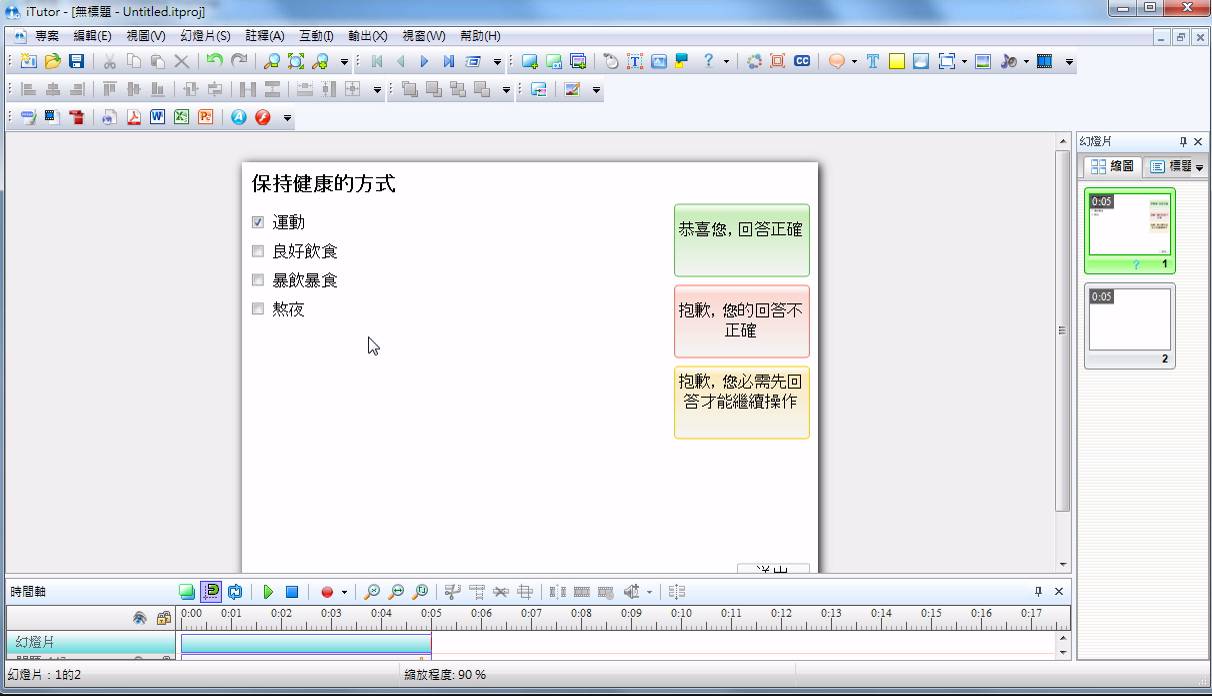 iTutor - [無標題 - Untitled.itproj]
專案 編輯(E) 視圖(V) 幻燈片(S) 註釋(A) 互動(I) 輸出(X) 視窗(W) 幫助(H)
幻燈片
縮圖 標題
保持健康的方式
運動
良好飲食
暴飲暴食
熬夜
恭喜您, 回答正確
抱歉, 您的回答不
正確
抱歉, 您必需先回
答才能繼續操作
送出
0:05
1
0:05
2
時間軸
0:00 0:01 0:02 0:03 0:04 0:05 0:06 0:07 0:08 0:09 0:10 0:11 0:12 0:13 0:14 0:15 0:16 0:17
幻燈片
幻燈片：1的2
縮放程度: 90 %